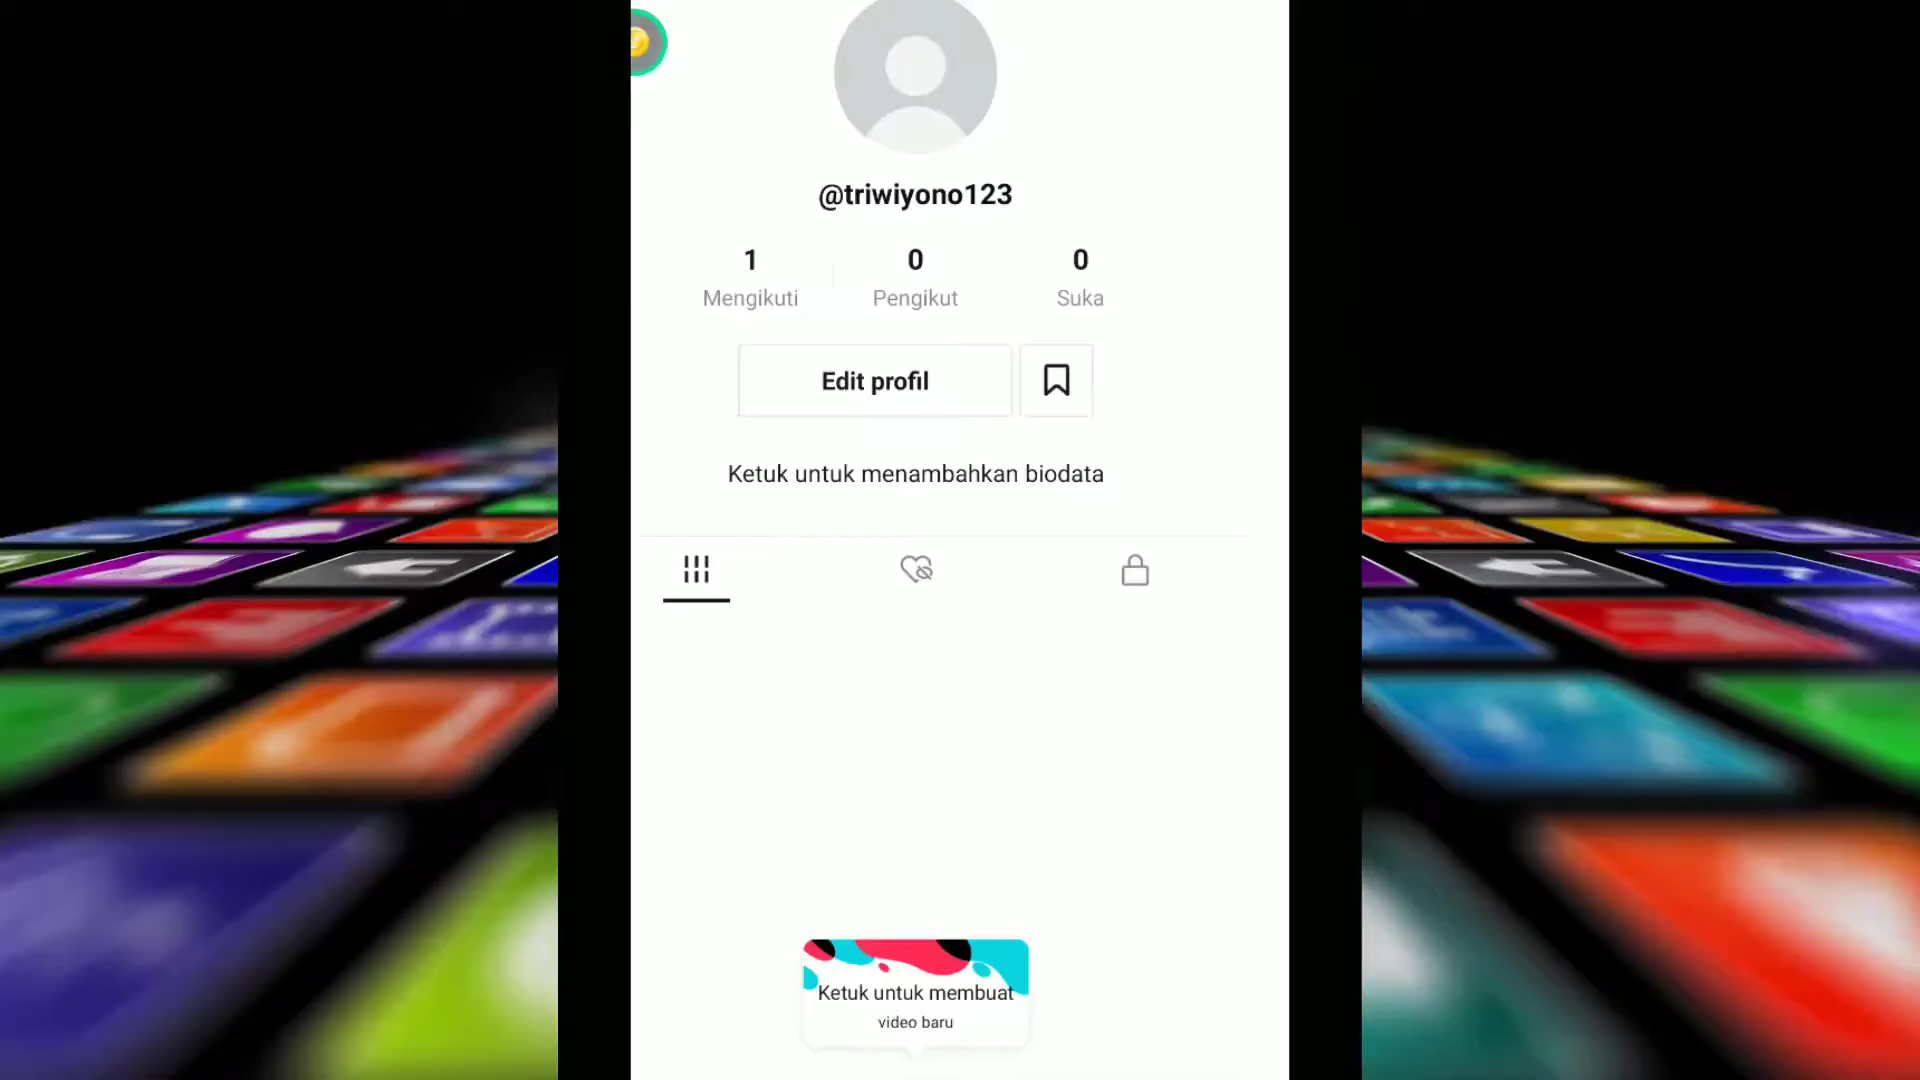 @triwiyono123
1 0 0
Mengikuti Pengikut Suka
Edit profil
Ketuk untuk menambahkan biodata
Ketuk untuk membuat
video baru